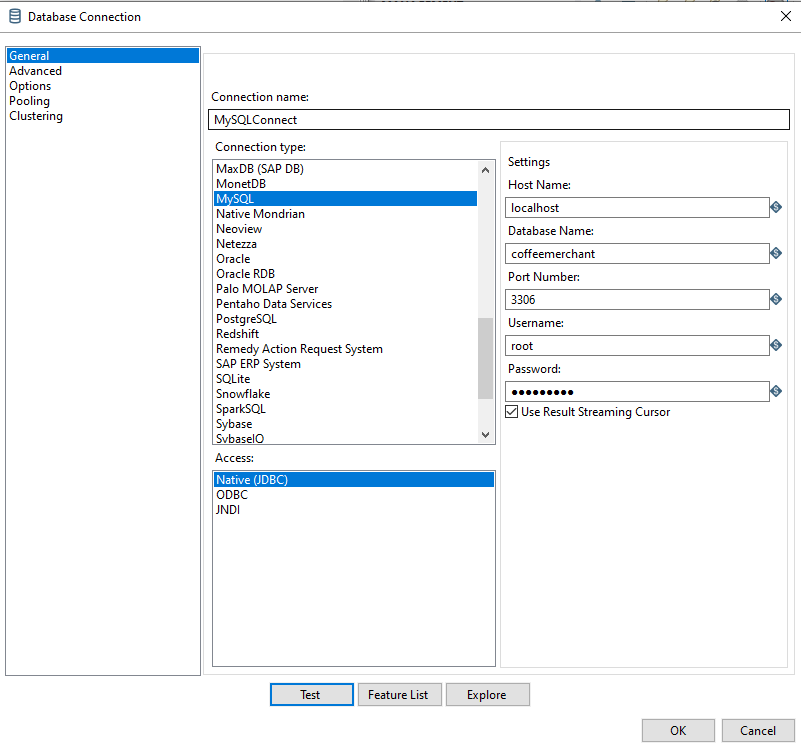 Database Connection
General
Advanced
Options
Pooling
Clustering
Connection name:
MySQLConnect
Connection type:
MaxDB (SAP DB)
MonetDB
MySQL
Native Mondrian
Neoview
Netezza
Oracle
Oracle RDB
Palo MOLAP Server
Pentaho Data Services
PostgreSQL
Redshift
Remedy Action Request System
SAP ERP System
SQLite
Snowflake
SparkSQL
Sybase
SybaseIQ
Access:
Native (JDBC)
ODBC
JNDI
Settings
Host Name:
localhost
Database Name:
coffeemerchant
Port Number:
3306
Username:
root
Password:
●●●●●●●●●
Use Result Streaming Cursor
Test
Feature List
Explore
OK
Cancel